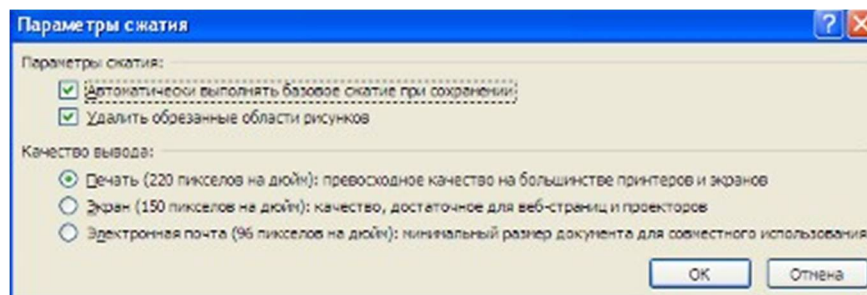 Параметры сжатия
Параметры сжатия:
Автоматически выполнять базовое сжатие при сохранении
Удалить обрезанные области рисунков
Качество вывода:
Печать (220 пикселов на дюйм): превосходное качество на большинстве принтеров и экранов
Экран (150 пикселов на дюйм): качество, достаточное для веб-страниц и проекторов
Электронная почта (96 пикселов на дюйм): минимальный размер документа для совместного использования
ОК Отмена